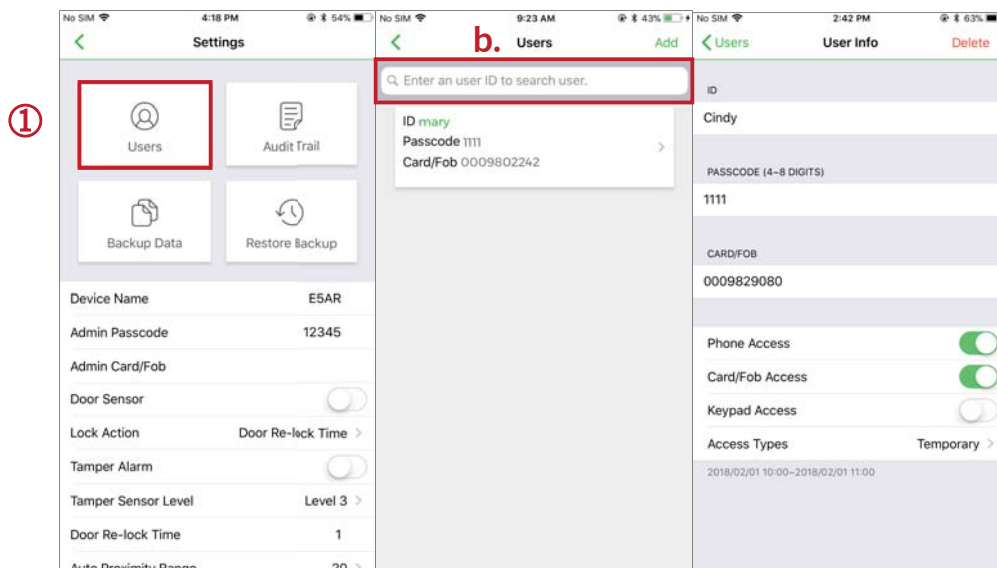 No SIM 4:18 PM 54%
Settings
①
Users
Audit Trail
Backup Data
Restore Backup
Device Name E5AR
Admin Passcode 12345
Admin Card/Fob
Door Sensor
Lock Action Door Re-lock Time >
Tamper Alarm
Tamper Sensor Level Level 3 >
Door Re-lock Time 1
Auto Proximity Range 20 >
No SIM 9:23 AM 43%
b. Users Add
Enter an user ID to search user.
ID mary
Passcode 1111
Card/Fob 0009802242
No SIM 2:42 PM 63%
Users User Info Delete
ID
Cindy
PASSCODE (4~8 DIGITS)
1111
CARD/FOB
0009829080
Phone Access
Card/Fob Access
Keypad Access
Access Types Temporary >
2018/02/01 10:00~2018/02/01 11:00